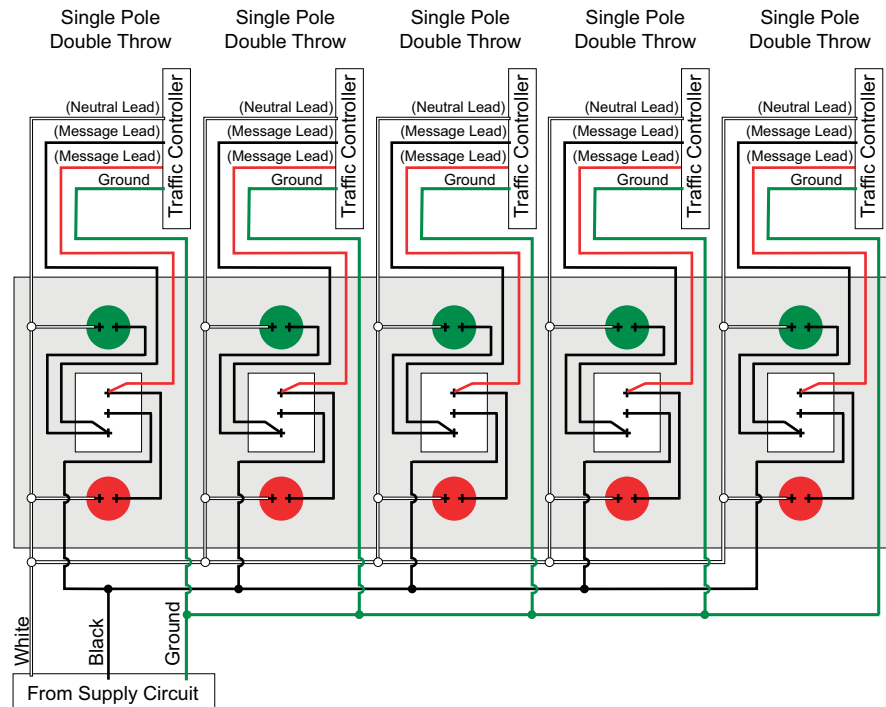 Single Pole
Double Throw
Single Pole
Double Throw
Single Pole
Double Throw
Single Pole
Double Throw
Single Pole
Double Throw
(Neutral Lead)
(Message Lead)
(Message Lead)
Ground
Traffic Controller
(Neutral Lead)
(Message Lead)
(Message Lead)
Ground
Traffic Controller
(Neutral Lead)
(Message Lead)
(Message Lead)
Ground
Traffic Controller
(Neutral Lead)
(Message Lead)
(Message Lead)
Ground
Traffic Controller
(Neutral Lead)
(Message Lead)
(Message Lead)
Ground
Traffic Controller
White
Black
Ground
From Supply Circuit